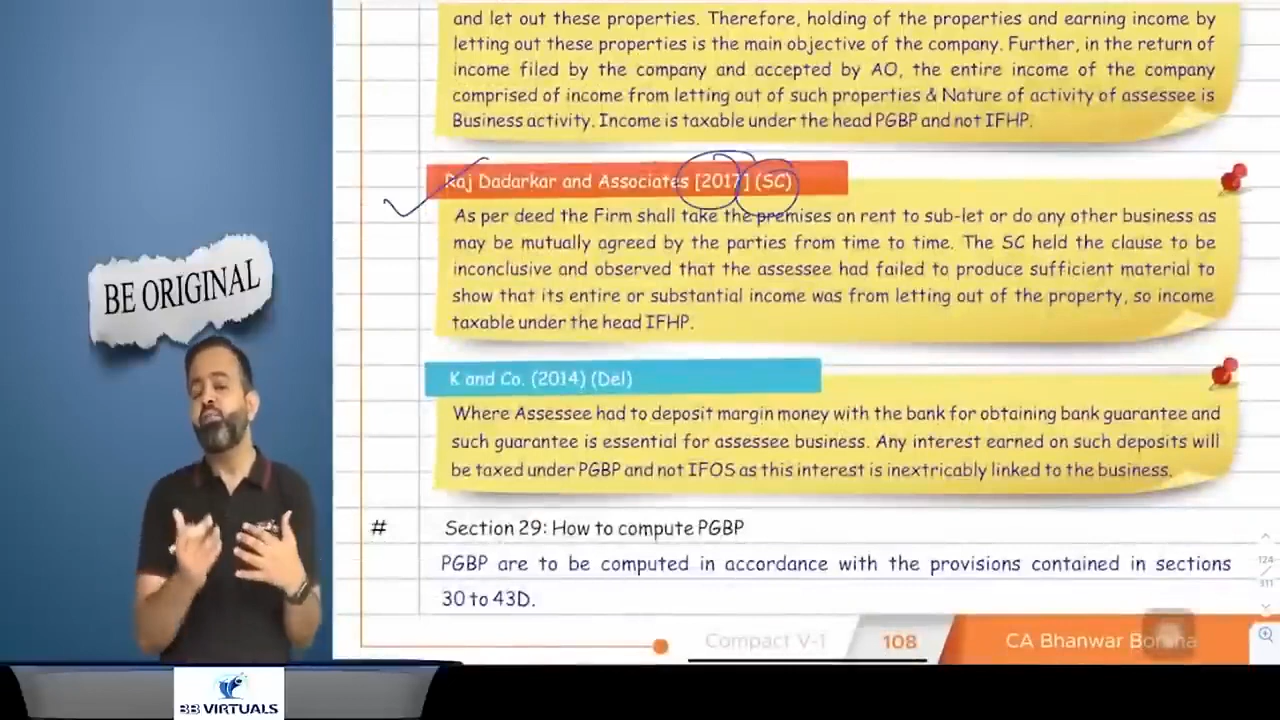 and let out these properties. Therefore, holding of the properties and earning income by
letting out these properties is the main objective of the company. Further, in the return of
income filed by the company and accepted by AO, the entire income of the company
comprised of income from letting out of such properties & Nature of activity of assessee is
Business activity. Income is taxable under the head PGBP and not IFHP.
Raj Dadarkar and Associates [2017] (SC)
As per deed the Firm shall take the premises on rent to sub-let or do any other business as
may be mutually agreed by the parties from time to time. The SC held the clause to be
inconclusive and observed that the assessee had failed to produce sufficient material to
show that its entire or substantial income was from letting out of the property, so income
taxable under the head IFHP.
BE ORIGINAL
K and Co. (2014) (Del)
Where Assessee had to deposit margin money with the bank for obtaining bank guarantee and
such guarantee is essential for assessee business. Any interest earned on such deposits will
be taxed under PGBP and not IFOS as this interest is inextricably linked to the business.
# Section 29: How to compute PGBP
PGBP are to be computed in accordance with the provisions contained in sections
30 to 43D.
124
/
311
Compact V-1
108
CA Bhanwar Borana
BB VIRTUALS